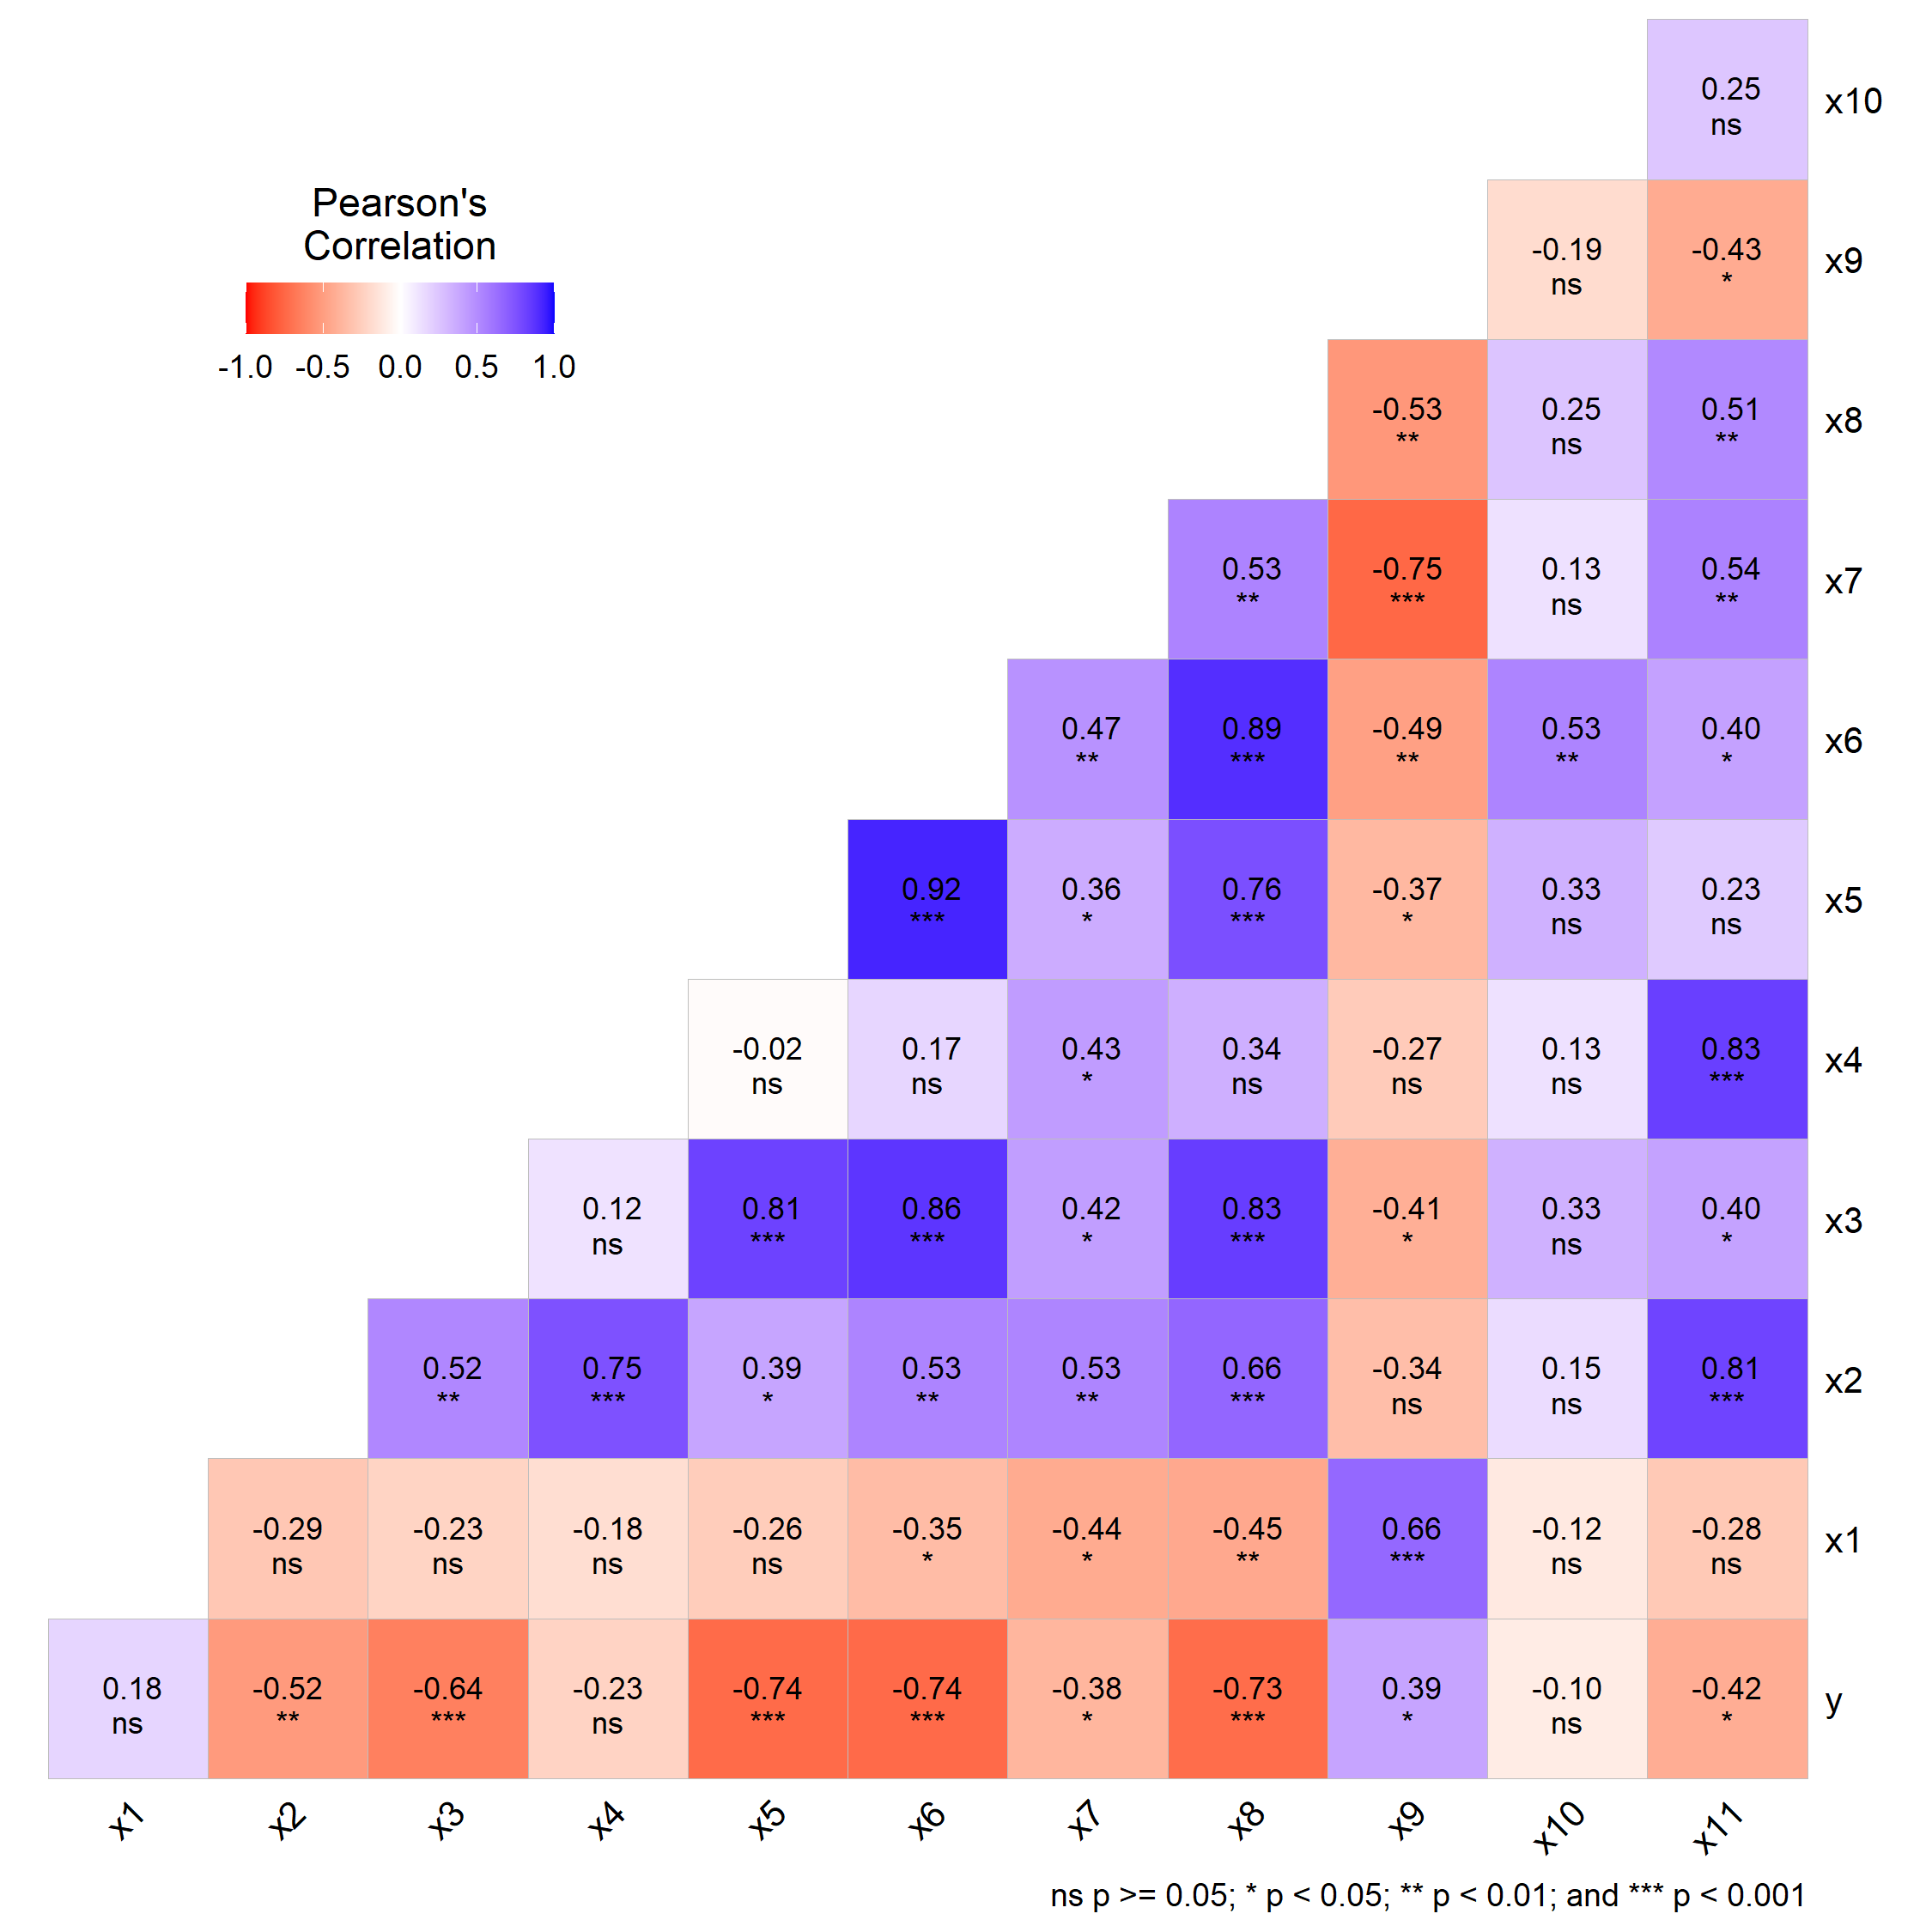 0.25
ns
x10
Pearson's
Correlation
-1.0 -0.5 0.0 0.5 1.0
-0.19 -0.43
ns *
x9
-0.53 0.25 0.51
** ns **
x8
0.53 -0.75 0.13 0.54
** *** ns **
x7
0.47 0.89 -0.49 0.53 0.40
** *** ** ** *
x6
0.92 0.36 0.76 -0.37 0.33 0.23
*** * *** * ns ns
x5
-0.02 0.17 0.43 0.34 -0.27 0.13 0.83
ns ns * ns ns ns ***
x4
0.12 0.81 0.86 0.42 0.83 -0.41 0.33 0.40
ns *** *** * *** * ns *
x3
0.52 0.75 0.39 0.53 0.53 0.66 -0.34 0.15 0.81
** *** * ** ** *** ns ns ***
x2
-0.29 -0.23 -0.18 -0.26 -0.35 -0.44 -0.45 0.66 -0.12 -0.28
ns ns ns ns * * ** *** ns ns
x1
0.18 -0.52 -0.64 -0.23 -0.74 -0.74 -0.38 -0.73 0.39 -0.10 -0.42
ns ** *** ns *** *** * *** * ns *
y
x1 x2 x3 x4 x5 x6 x7 x8 x9 x10 x11
ns p >= 0.05; * p < 0.05; ** p < 0.01; and *** p < 0.001